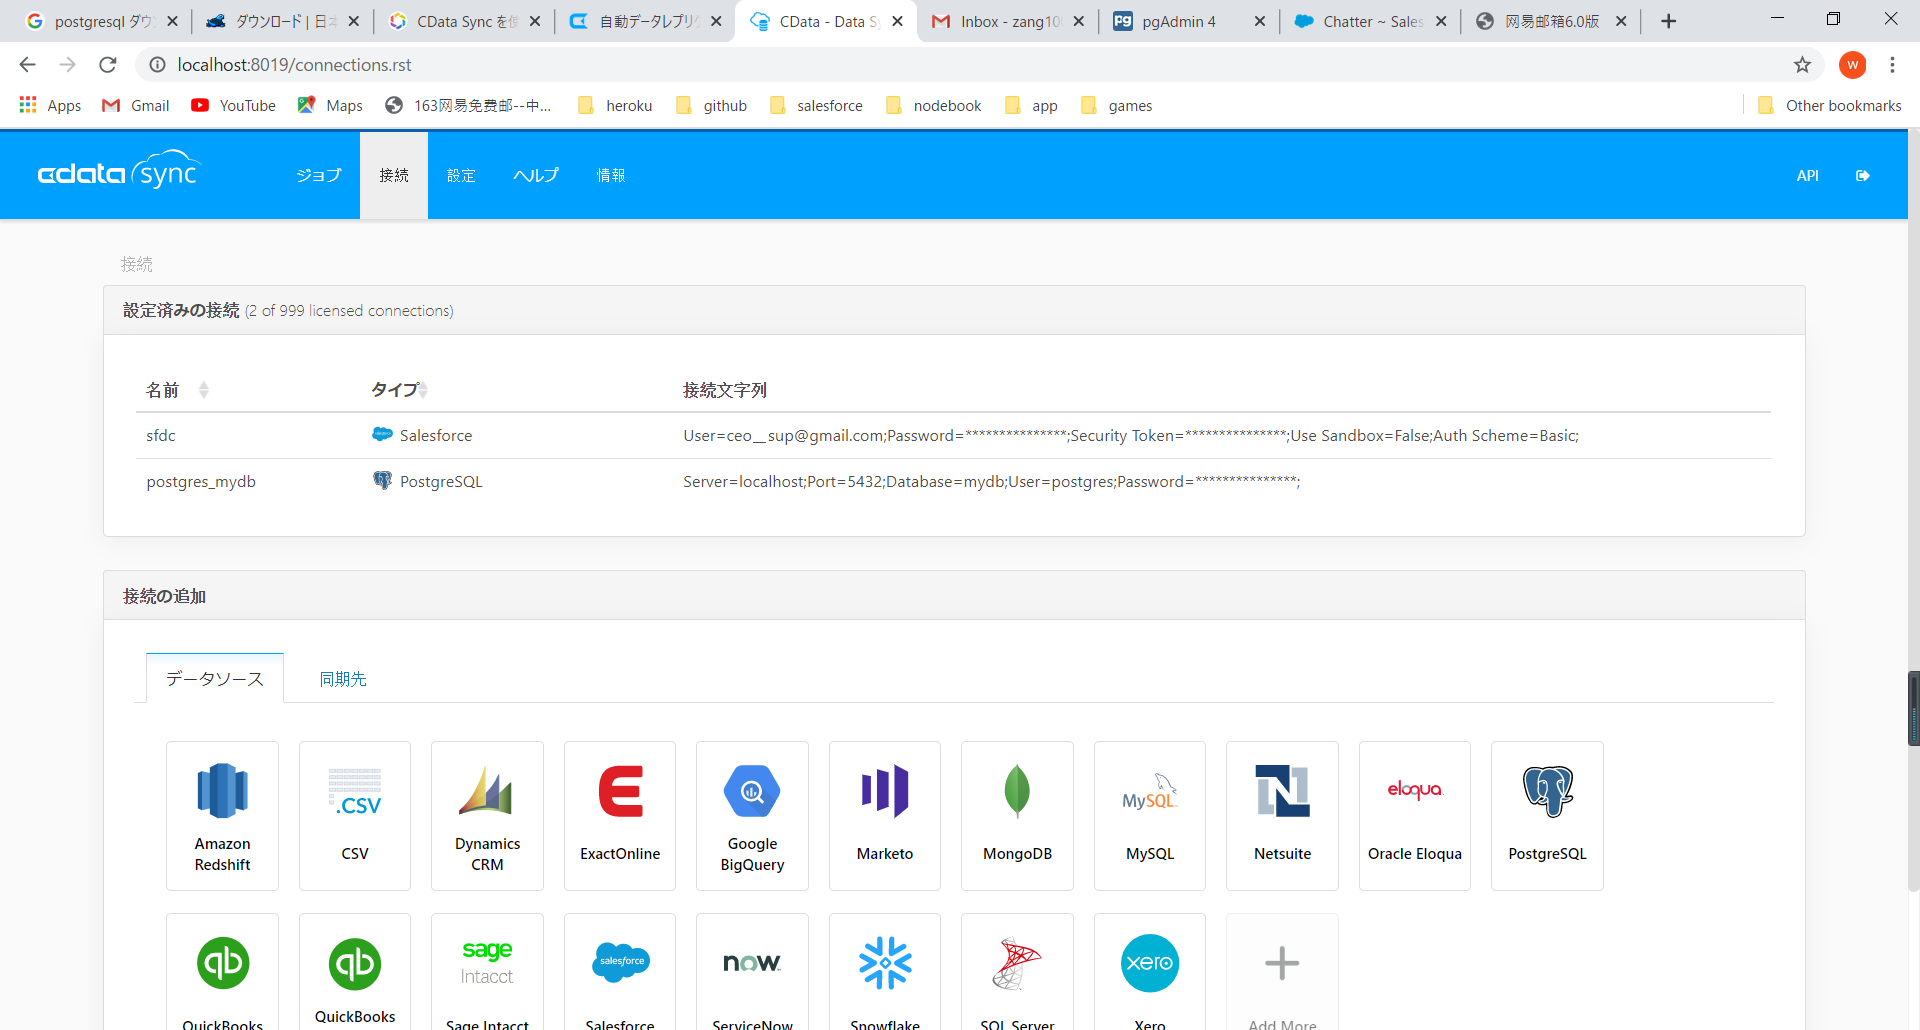 postgresql ダウ
ダウンロード | 日本
CData Sync を使
自動データレプリケ
CData - Data Sy
Inbox - zang10
pgAdmin 4
Chatter ~ Sales
网易邮箱6.0版
localhost:8019/connections.rst
W
Apps
Gmail
YouTube
Maps
163网易免费邮--中...
heroku
github
salesforce
nodebook
app
games
Other bookmarks
cdata sync
ジョブ
接続
設定
ヘルプ
情報
API
接続
設定済みの接続 (2 of 999 licensed connections)
名前
タイプ
接続文字列
sfdc
Salesforce
User=ceo__sup@gmail.com;Password=***************;Security Token=***************;Use Sandbox=False;Auth Scheme=Basic;
postgres_mydb
PostgreSQL
Server=localhost;Port=5432;Database=mydb;User=postgres;Password=***************;
接続の追加
データソース
同期先
Amazon
Redshift
.CSV
CSV
Dynamics
CRM
ExactOnline
Google
BigQuery
Marketo
MongoDB
MySQL
MySQL
Netsuite
eloqua
Oracle Eloqua
PostgreSQL
qb
QuickBooks
qb
QuickBooks
sage
Intacct
Sage Intacct
salesforce
Salesforce
now
ServiceNow
Snowflake
SQL Server
xero
Xero
Add More